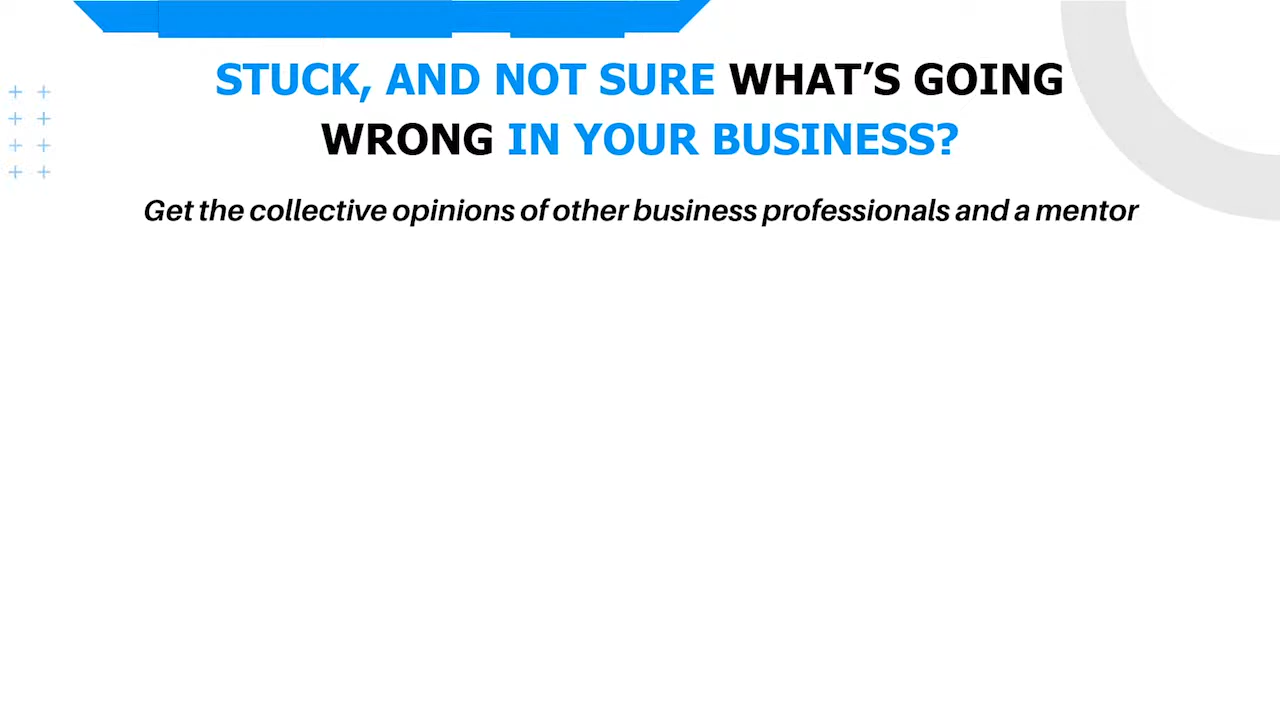 STUCK, AND NOT SURE WHAT’S GOING
WRONG IN YOUR BUSINESS?
Get the collective opinions of other business professionals and a mentor